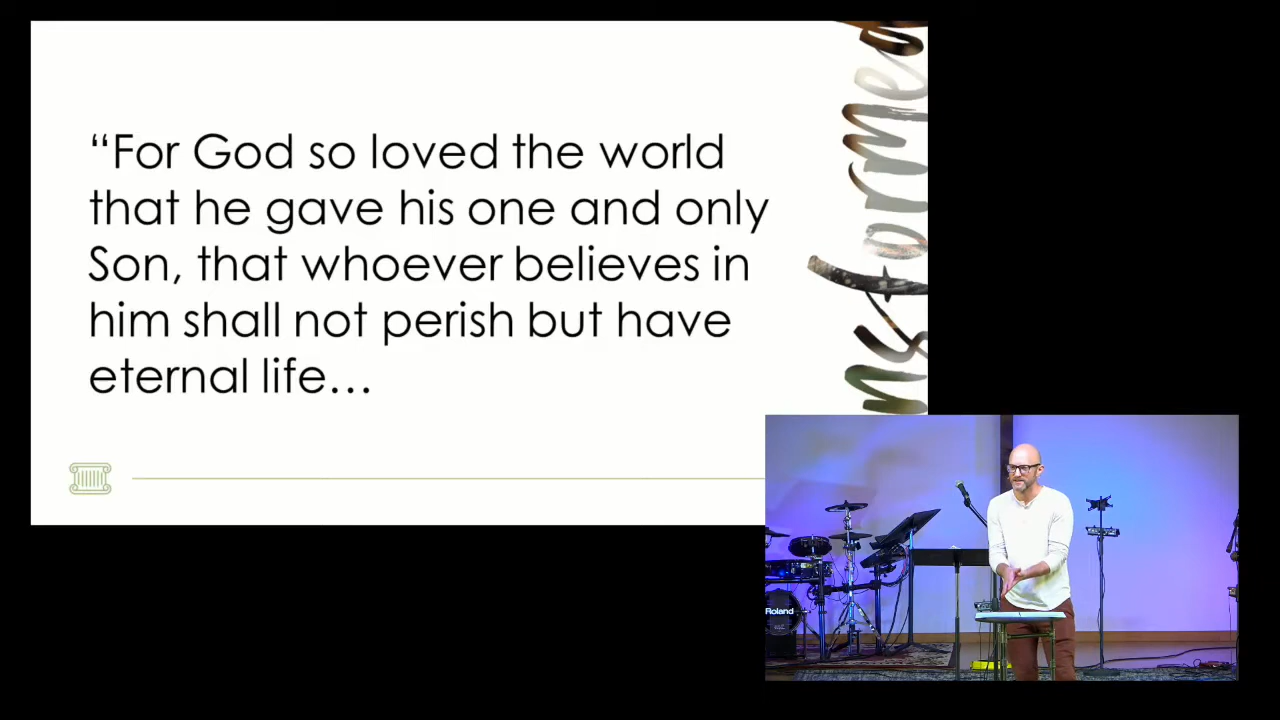 “For God so loved the world
that he gave his one and only
Son, that whoever believes in
him shall not perish but have
eternal life…
nsformed
Roland